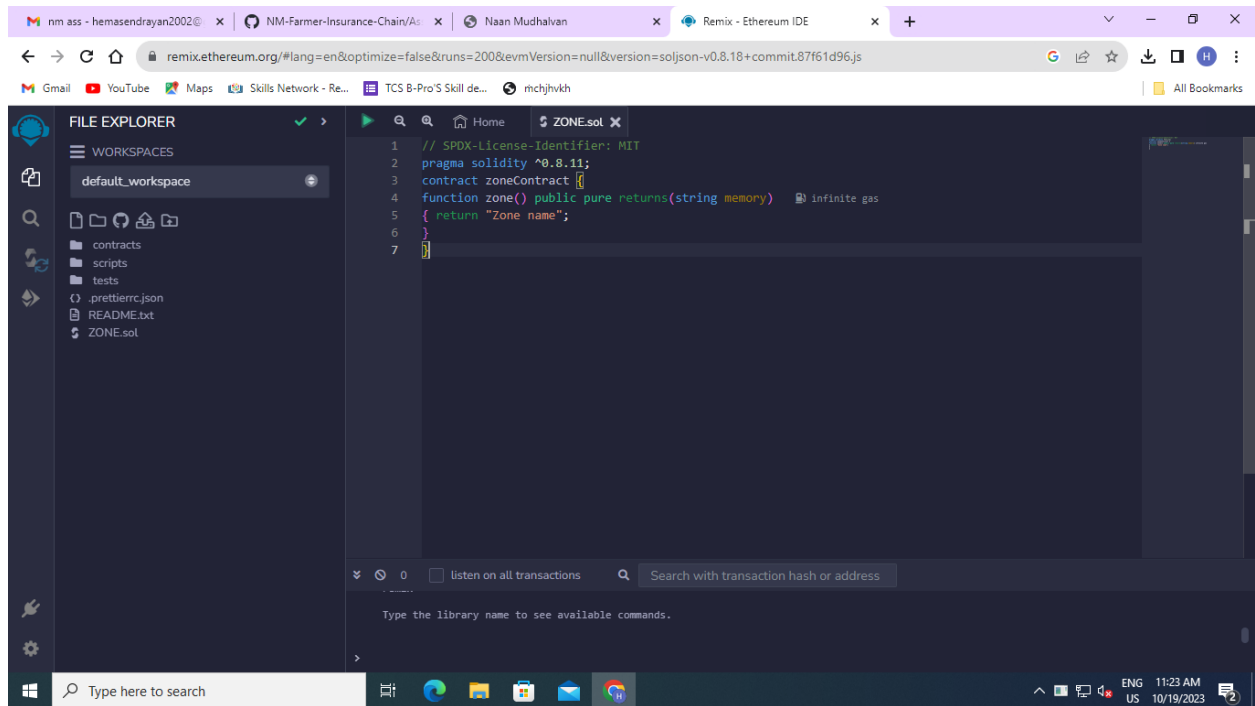 nm ass - hemasendrayan2002@
NM-Farmer-Insurance-Chain/As
Naan Mudhalvan
Remix - Ethereum IDE
remix.ethereum.org/#lang=en&optimize=false&runs=200&evmVersion=null&version=soljson-v0.8.18+commit.87f61d96.js
G
H
Gmail
YouTube
Maps
Skills Network - Re...
TCS B-Pro'S Skill de...
mchjhvkh
All Bookmarks
FILE EXPLORER
Home
ZONE.sol
WORKSPACES
default_workspace
contracts
scripts
tests
.prettierrc.json
README.txt
ZONE.sol
1 // SPDX-License-Identifier: MIT
2 pragma solidity ^0.8.11;
3 contract zoneContract {
4 function zone() public pure returns(string memory) infinite gas
5 { return "Zone name";
6 }
7 }
0
listen on all transactions
Search with transaction hash or address
Type the library name to see available commands.
>
Type here to search
ENG
US
11:23 AM
10/19/2023
2